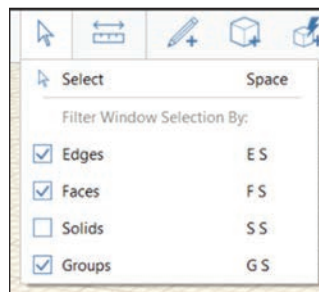 Select Space
Filter Window Selection By:
Edges E S
Faces F S
Solids S S
Groups G S